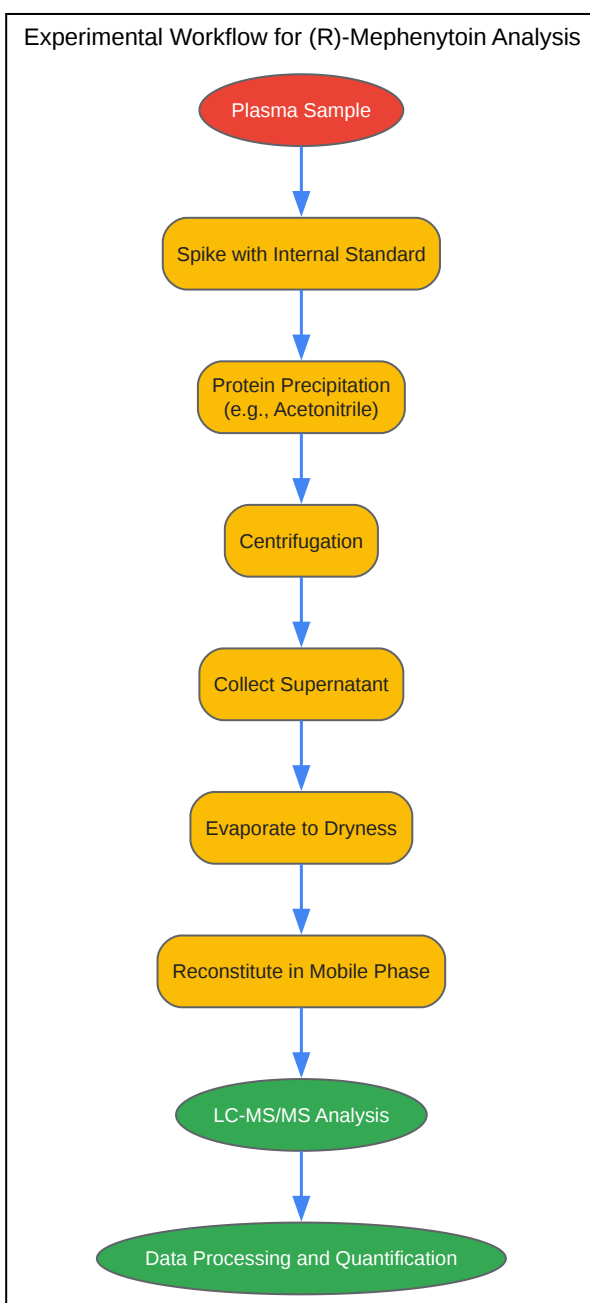 Experimental Workflow for (R)-Mephenytoin Analysis
Plasma Sample
Spike with Internal Standard
Protein Precipitation
(e.g., Acetonitrile)
Centrifugation
Collect Supernatant
Evaporate to Dryness
Reconstitute in Mobile Phase
LC-MS/MS Analysis
Data Processing and Quantification